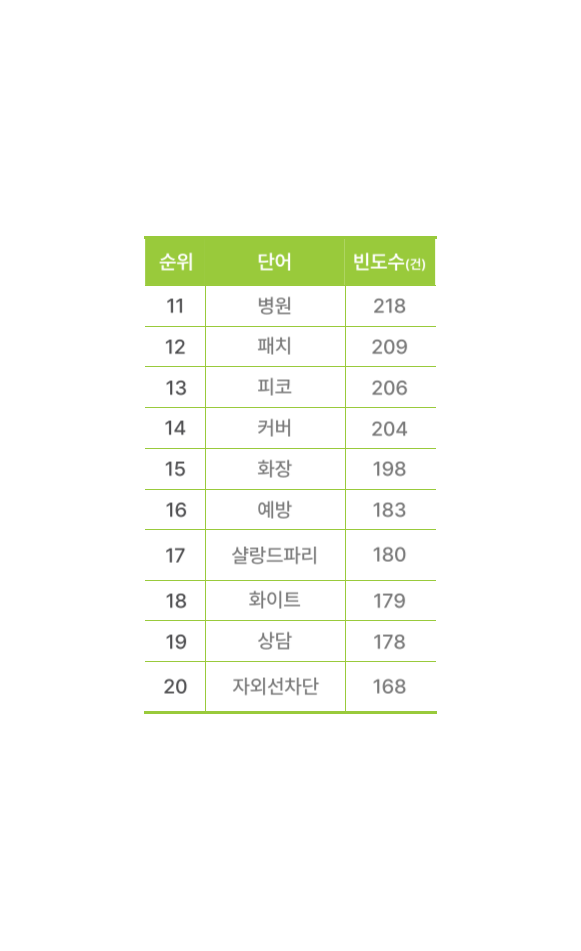 순위 단어 빈도수(건)
11 병원 218
12 패치 209
13 피코 206
14 커버 204
15 화장 198
16 예방 183
17 샬랑드파리 180
18 화이트 179
19 상담 178
20 자외선차단 168